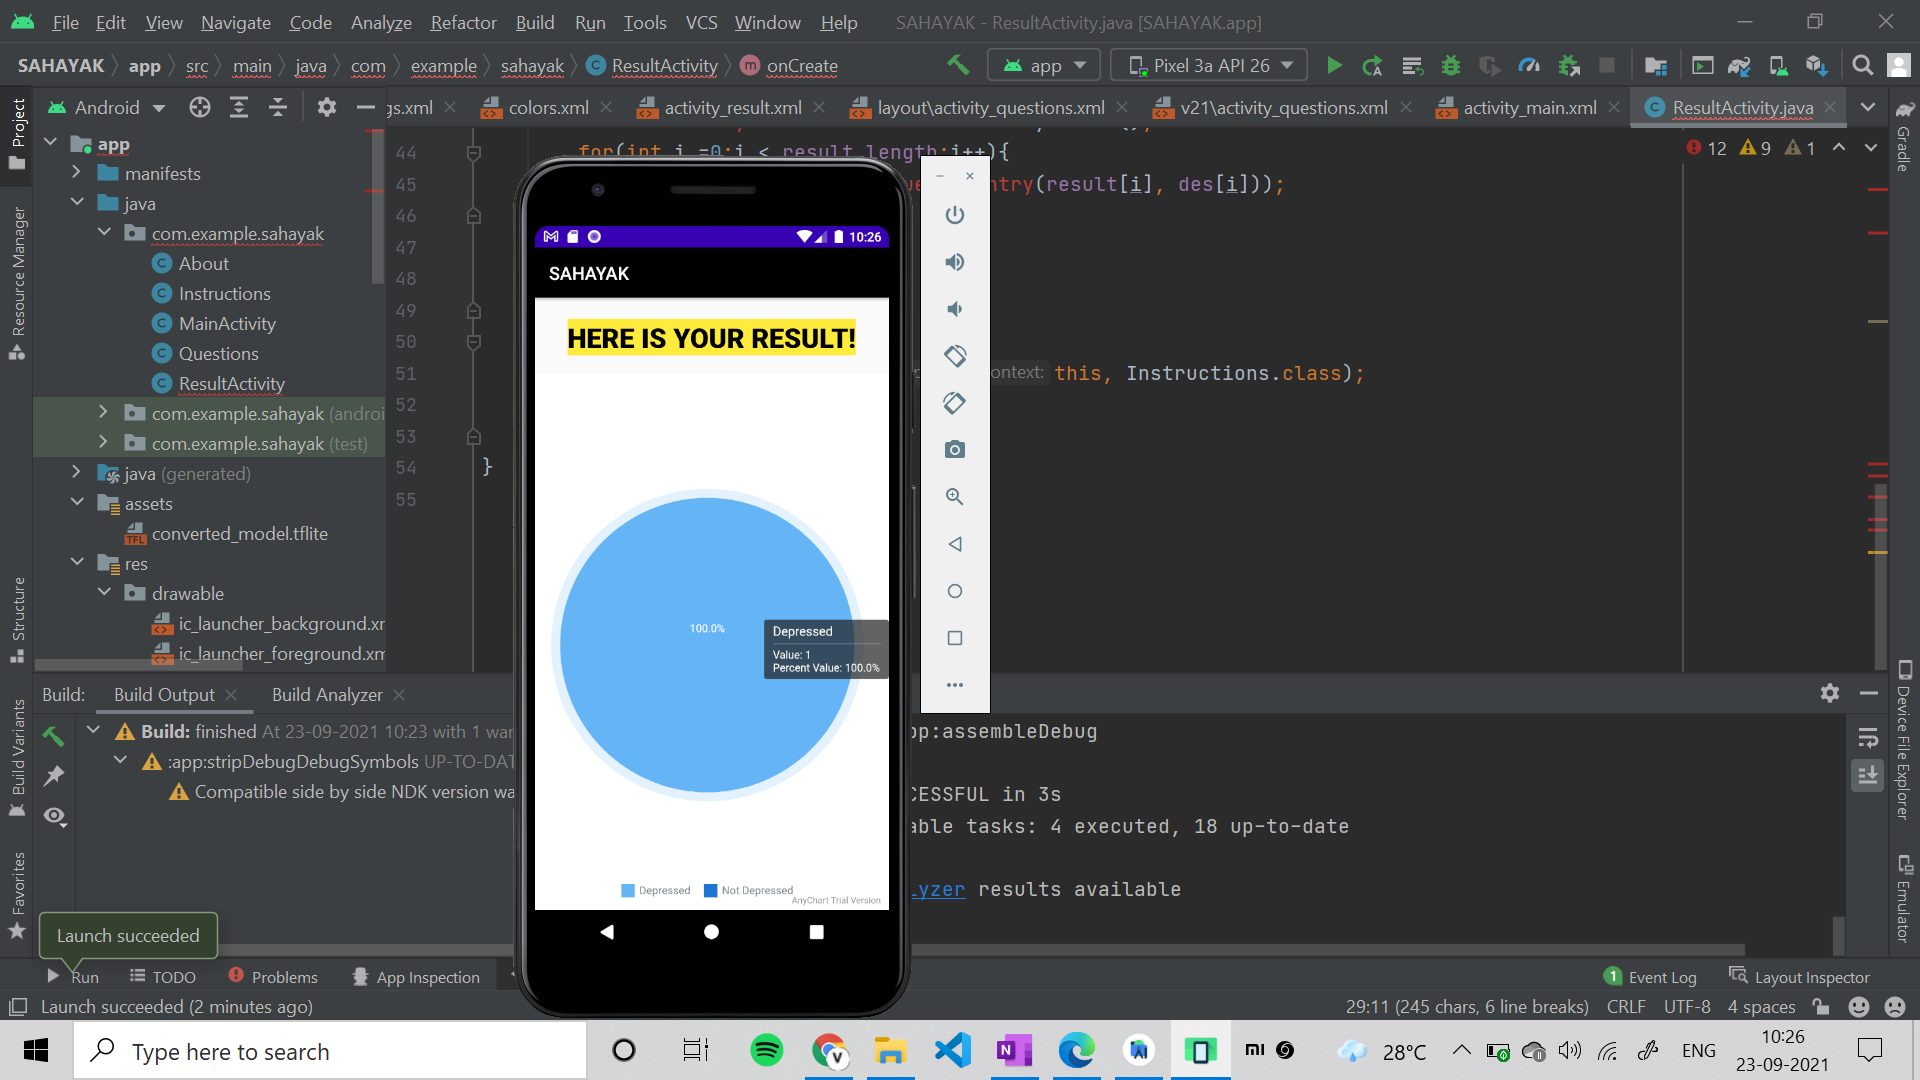 File Edit View Navigate Code Analyze Refactor Build Run Tools VCS Window Help SAHAYAK - ResultActivity.java [SAHAYAK.app]
SAHAYAK app src main java com example sahayak ResultActivity onCreate app Pixel 3a API 26
Project
Android
gs.xml colors.xml activity_result.xml layout\activity_questions.xml v21\activity_questions.xml activity_main.xml ResultActivity.java
Gradle
Resource Manager
Structure
Build Variants
Favorites
app
manifests
java
com.example.sahayak
About
Instructions
MainActivity
Questions
ResultActivity
com.example.sahayak (androi
com.example.sahayak (test)
java (generated)
assets
converted_model.tflite
res
drawable
ic_launcher_background.xm
ic_launcher_foreground.xm
12 9 1
44 for(int i =0;i < result.length;i++){
45 ntry(result[i], des[i]));
46
47
48
49
50
51 ontext: this, Instructions.class);
52
53
54 }
55
10:26
SAHAYAK
HERE IS YOUR RESULT!
100.0%
Depressed
Value: 1
Percent Value: 100.0%
Depressed Not Depressed
AnyChart Trial Version
Build: Build Output Build Analyzer
Build: finished At 23-09-2021 10:23 with 1 war
:app:stripDebugDebugSymbols UP-TO-DAT
Compatible side by side NDK version wa
pp:assembleDebug
CESSFUL in 3s
able tasks: 4 executed, 18 up-to-date
lyzer results available
Device File Explorer
Emulator
Launch succeeded
Run TODO Problems App Inspection
1 Event Log Layout Inspector
Launch succeeded (2 minutes ago) 29:11 (245 chars, 6 line breaks) CRLF UTF-8 4 spaces
Type here to search
28°C ENG
10:26
23-09-2021